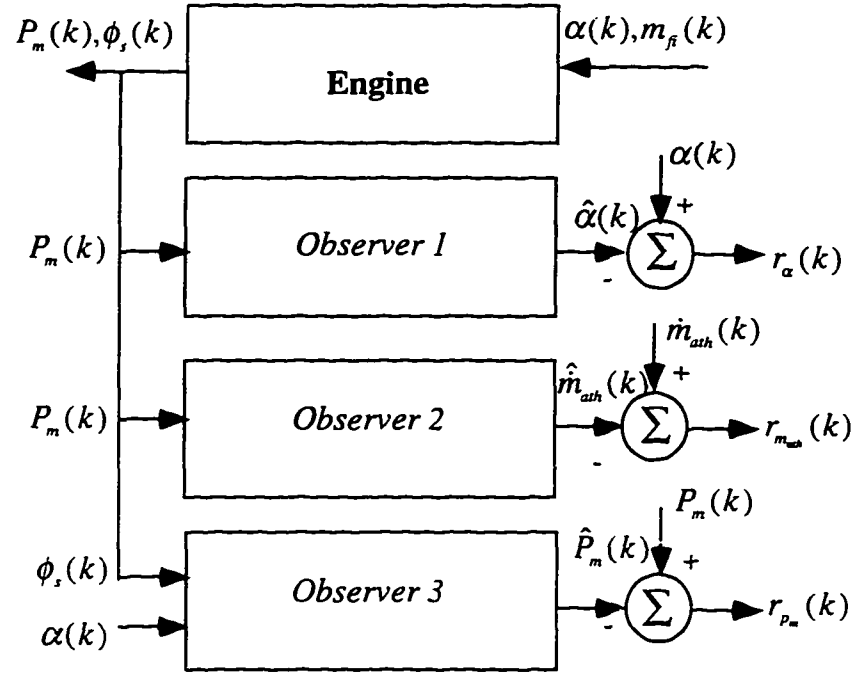 P_m(k),φ_s(k)
Engine
α(k),m_fi(k)
α(k)
+
P_m(k)
Observer 1
α̂(k)
-
Σ
r_α(k)
ṁ_ath(k)
+
P_m(k)
Observer 2
ṁ̂_ath(k)
-
Σ
r_m_ath(k)
P_m(k)
+
φ_s(k)
α(k)
Observer 3
P̂_m(k)
-
Σ
r_P_m(k)